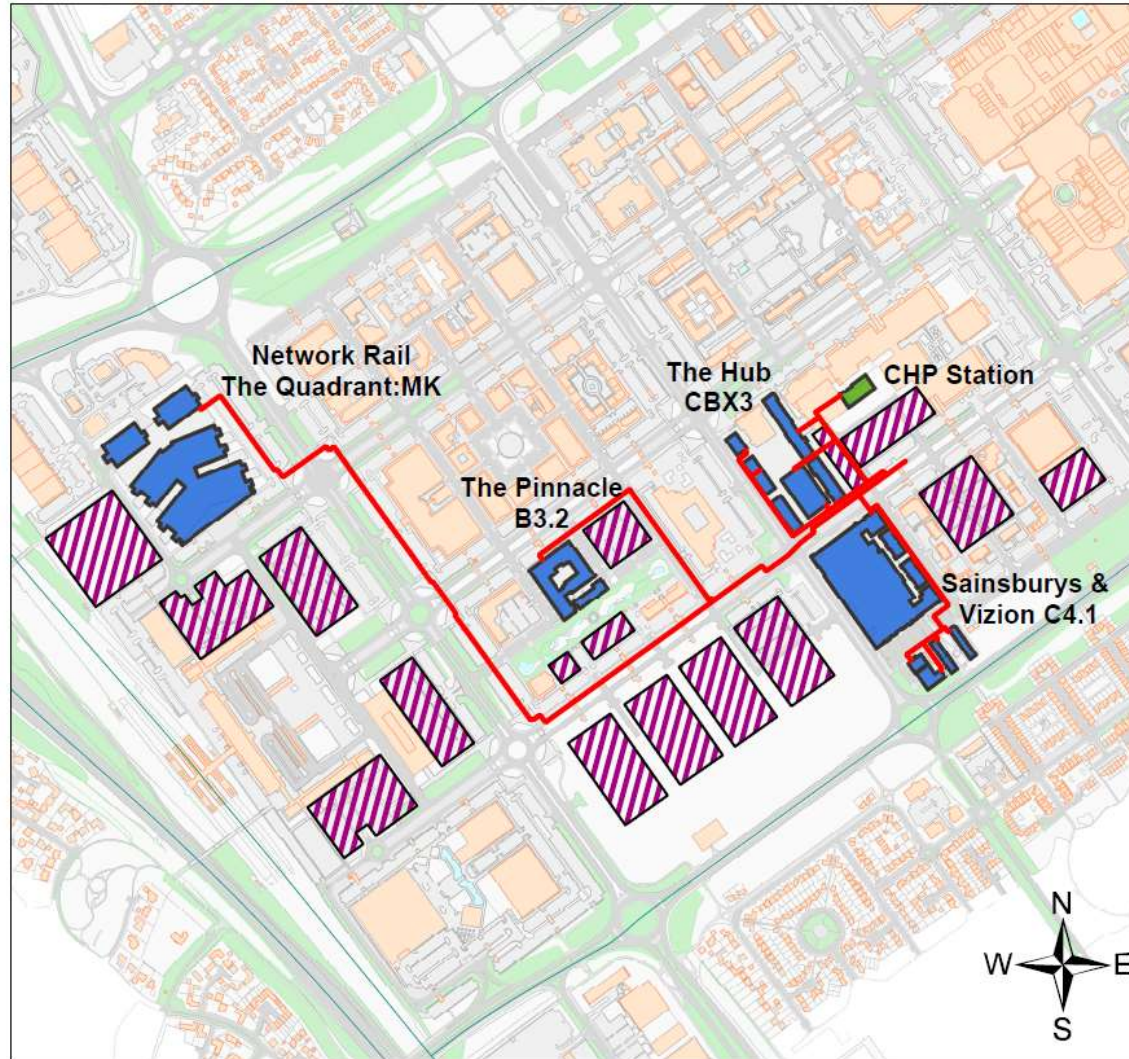 Network Rail
The Quadrant:MK
The Hub
CBX3
CHP Station
The Pinnacle
B3.2
Sainsburys &
Vizion C4.1
N
W
E
S